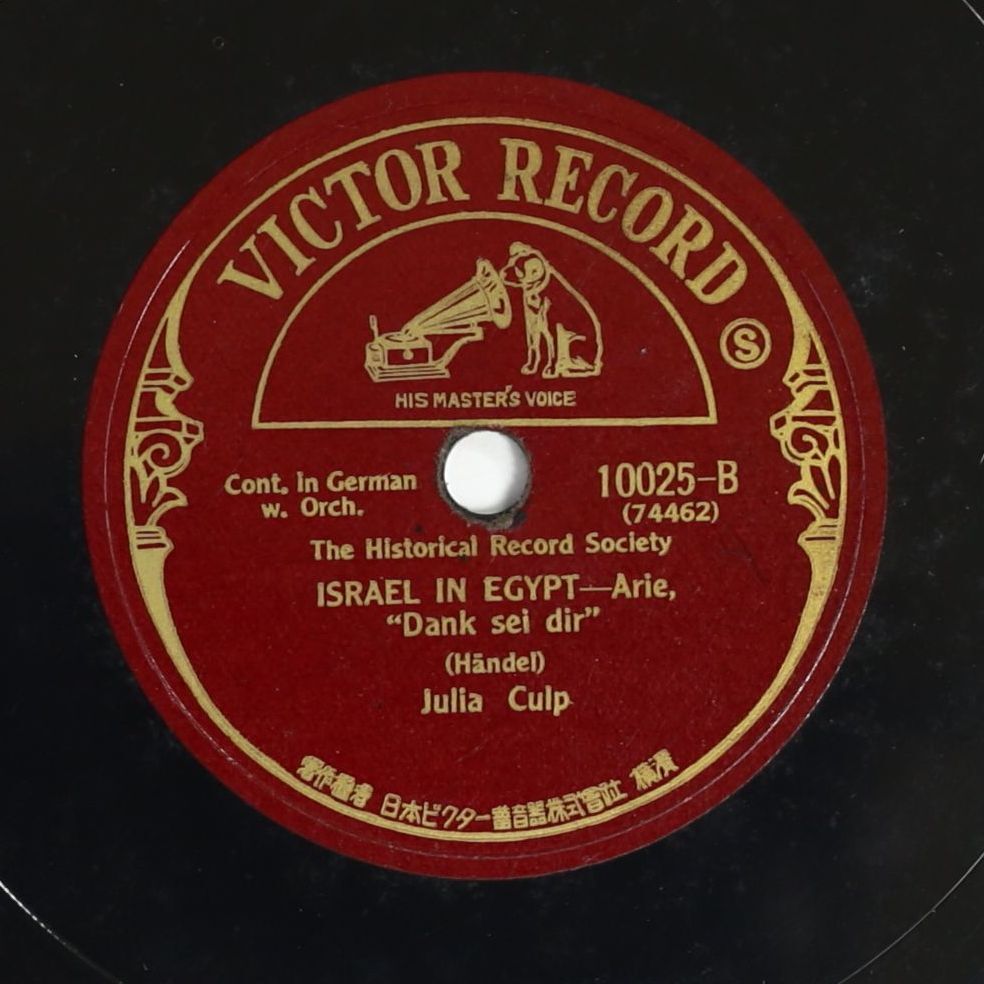 VICTOR RECORD
Ⓢ
HIS MASTER'S VOICE
Cont. in German
w. Orch.
10025-B
(74462)
The Historical Record Society
ISRAEL IN EGYPT—Arie,
“Dank sei dir”
(Händel)
Julia Culp
著作權者 日本ビクター蓄音器株式會社 橫濱